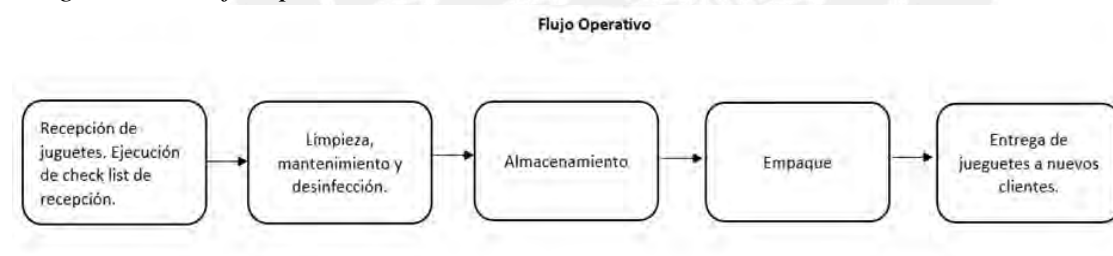 Flujo Operativo
Recepción de
juguetes. Ejecución
de check list de
recepción.
Limpieza,
mantenimiento y
desinfección.
Almacenamiento
Empaque
Entrega de
jueguetes a nuevos
clientes.